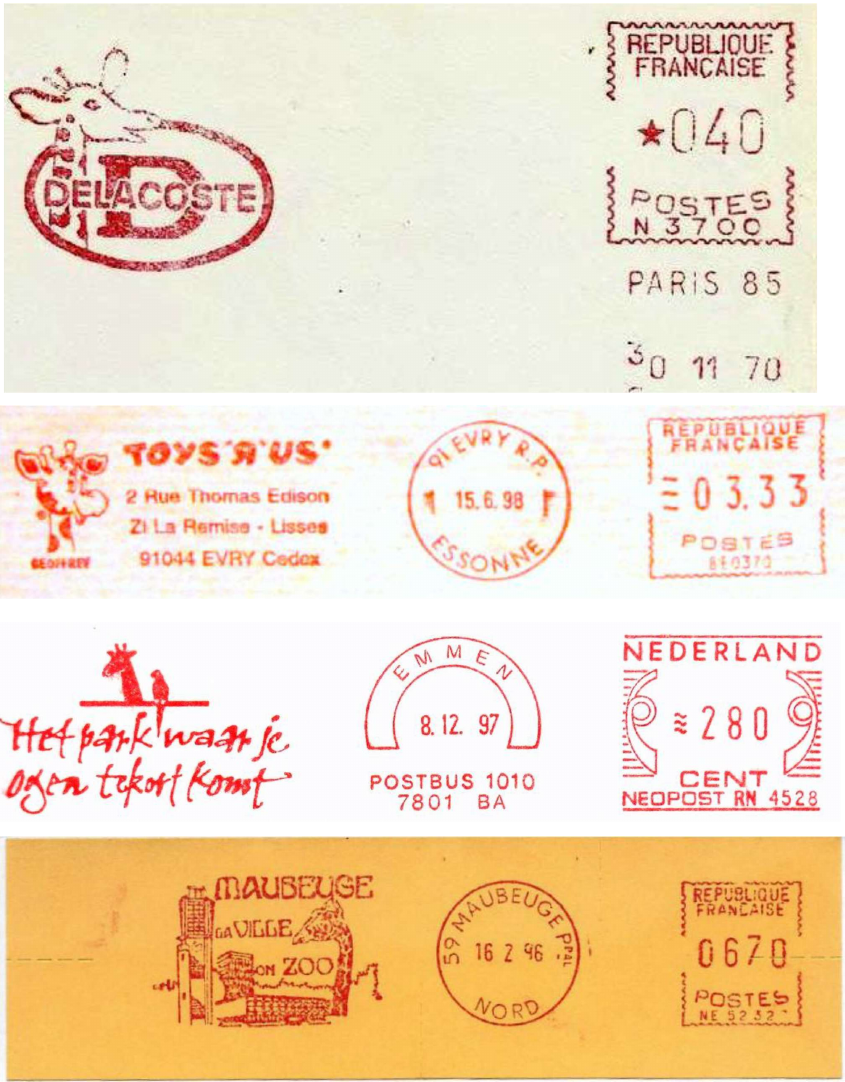 DELACOSTE
D
REPUBLIQUE
FRANÇAISE
★040
POSTES
N 3700
PARIS 85
30 11 70
TOYS "R" US
2 Rue Thomas Edison
Zi La Remise - Lisses
91044 EVRY Cedex
GEOFFREY
91 EVRY R.P.
15.6.98
ESSONNE
REPUBLIQUE
FRANÇAISE
03.33
POSTES
Het park waar je
ogen tekort komt
EMMEN
8.12. 97
POSTBUS 1010
7801 BA
NEDERLAND
≈ 280
CENT
NEOPOST RN 4528
MAUBEUGE
LA VILLE
ZOO
59 MAUBEUGE PPAL
16 2 96
NORD
REPUBLIQUE
FRANCAISE
0670
POSTES